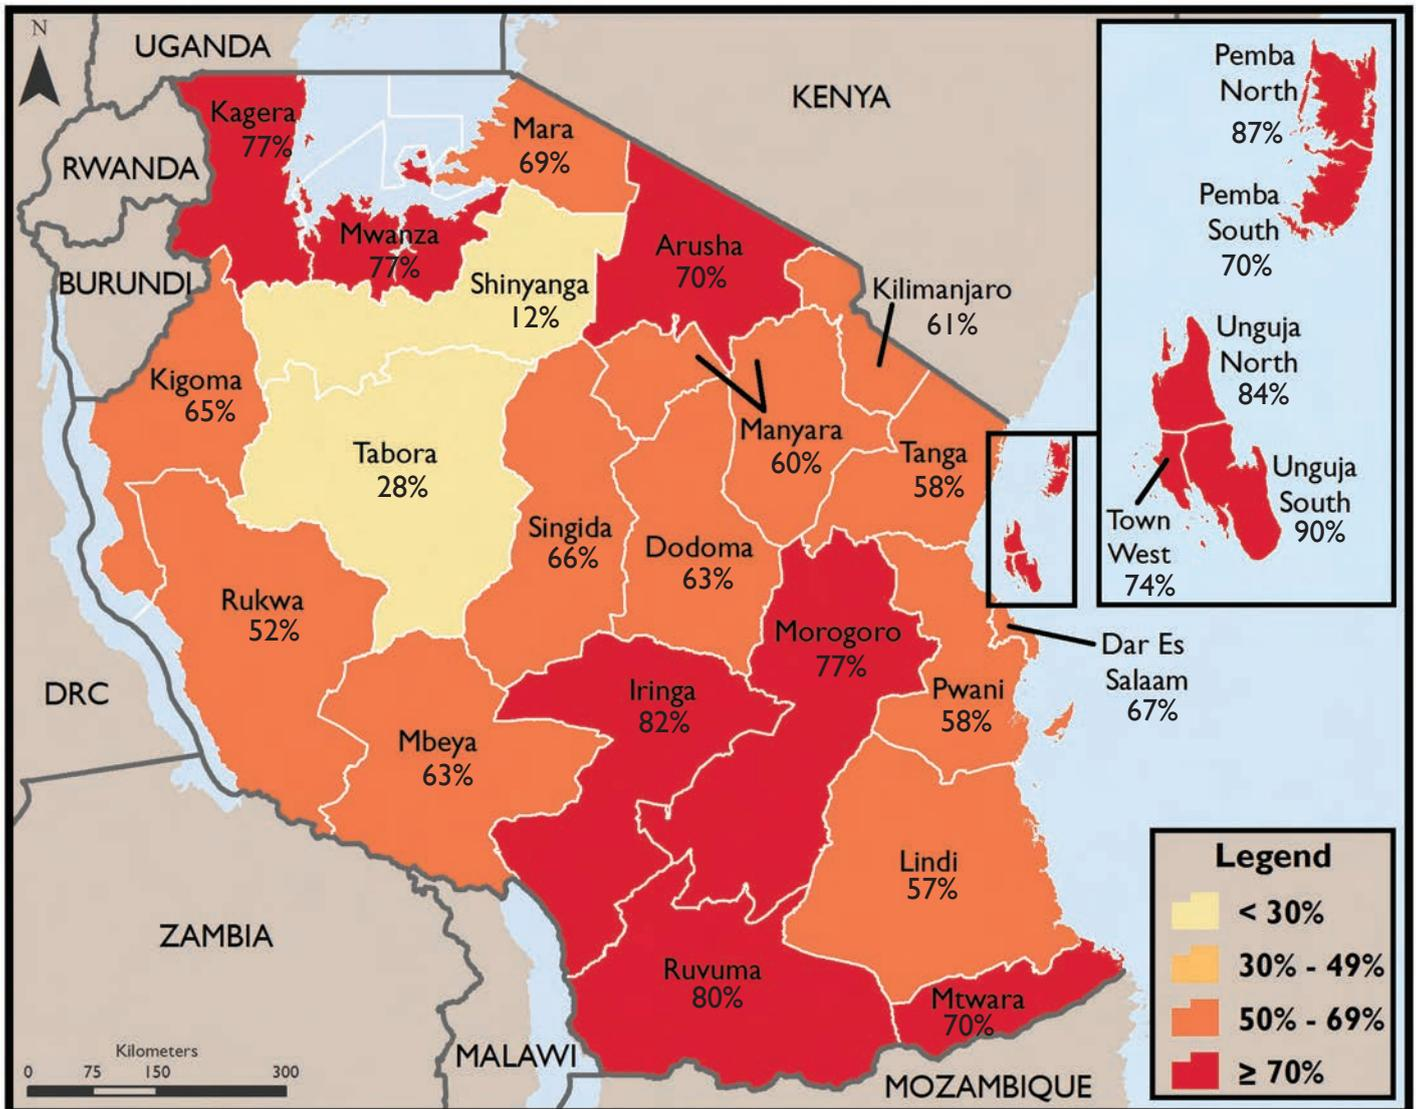 N
UGANDA
KENYA
RWANDA
BURUNDI
DRC
ZAMBIA
MALAWI
MOZAMBIQUE
Kagera
77%
Mara
69%
Mwanza
77%
Arusha
70%
Shinyanga
12%
Kilimanjaro
61%
Kigoma
65%
Tabora
28%
Manyara
60%
Tanga
58%
Singida
66%
Dodoma
63%
Rukwa
52%
Morogoro
77%
Dar Es
Salaam
67%
Iringa
82%
Pwani
58%
Mbeya
63%
Lindi
57%
Ruvuma
80%
Mtwara
70%
Pemba
North
87%
Pemba
South
70%
Unguja
North
84%
Unguja
South
90%
Town
West
74%
Legend
< 30%
30% - 49%
50% - 69%
≥ 70%
Kilometers
0 75 150 300